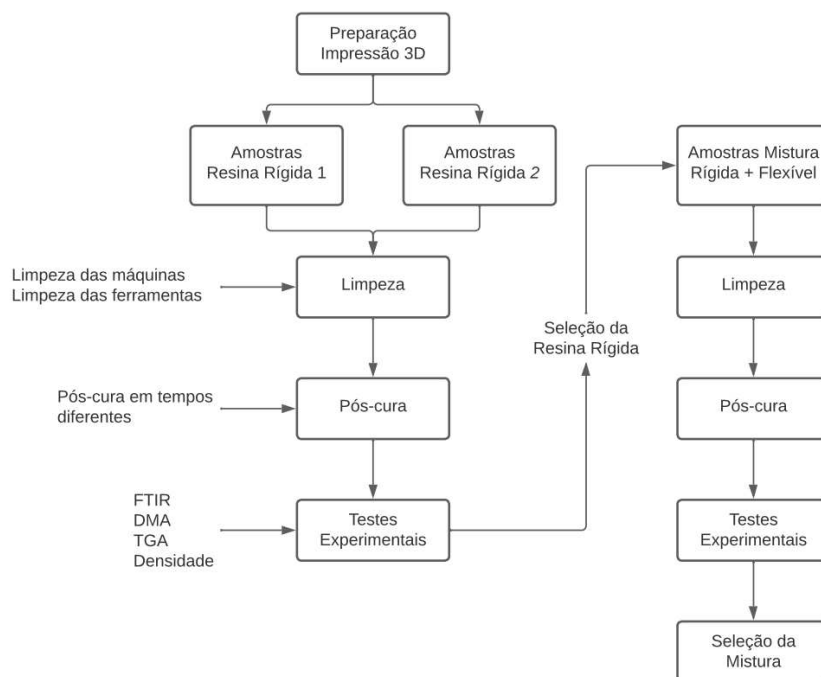 Preparação
Impressão 3D
Amostras
Resina Rígida 1
Amostras
Resina Rígida 2
Limpeza das máquinas
Limpeza das ferramentas
Limpeza
Pós-cura em tempos
diferentes
Pós-cura
FTIR
DMA
TGA
Densidade
Testes
Experimentais
Seleção da
Resina Rígida
Amostras Mistura
Rígida + Flexível
Limpeza
Pós-cura
Testes
Experimentais
Seleção da
Mistura